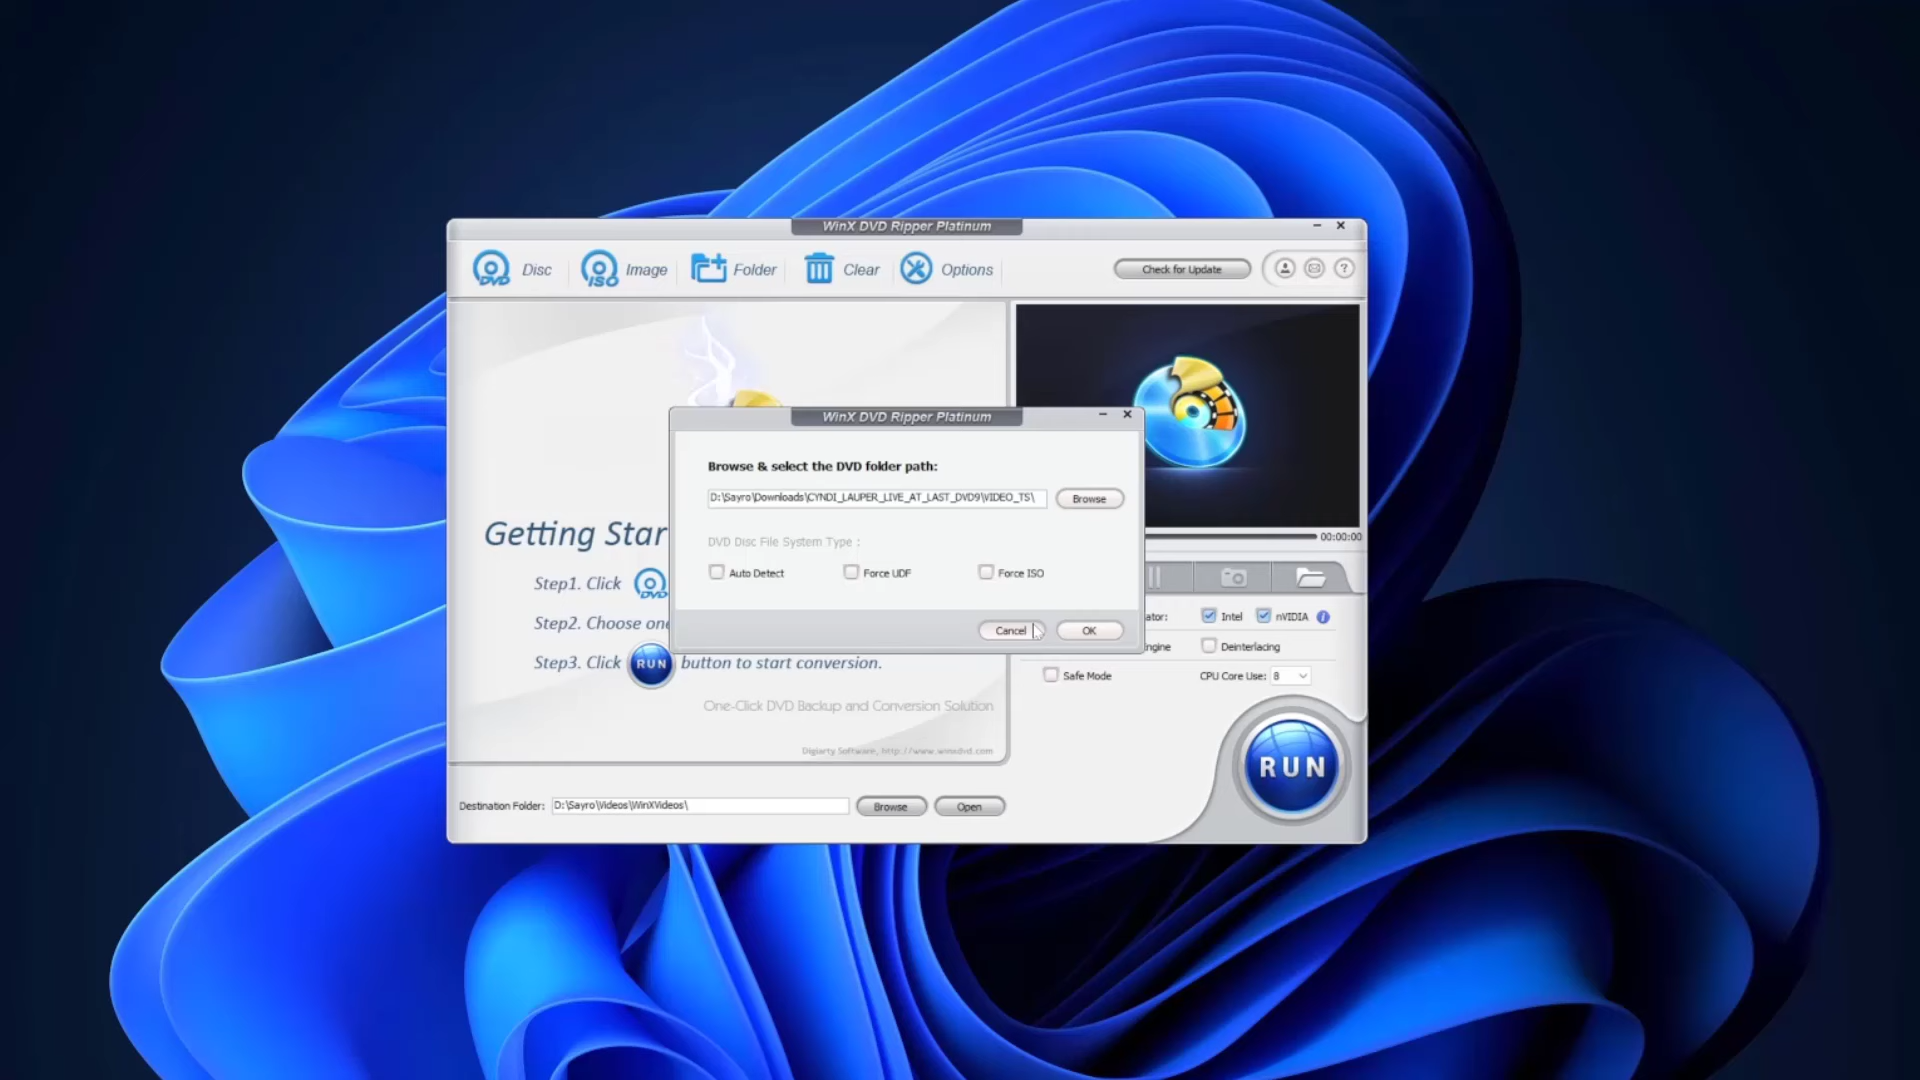 WinX DVD Ripper Platinum
DVD Disc
ISO Image
Folder
Clear
Options
Check for Update
?
WinX DVD Ripper Platinum
Browse & select the DVD folder path:
D:\Sayro\Downloads\CYNDI_LAUPER_LIVE_AT_LAST_DVD9\VIDEO_TS\
Browse
DVD Disc File System Type :
Auto Detect
Force UDF
Force ISO
Cancel
OK
00:00:00
Getting Star
Step1. Click DVD
Step2. Choose one
Step3. Click RUN button to start conversion.
One-Click DVD Backup and Conversion Solution
Digiarty Software, http://www.winxdvd.com
ator:
Intel
nVIDIA
i
ngine
Deinterlacing
Safe Mode
CPU Core Use: 8
RUN
Destination Folder: D:\Sayro\Videos\WinXVideos\
Browse
Open